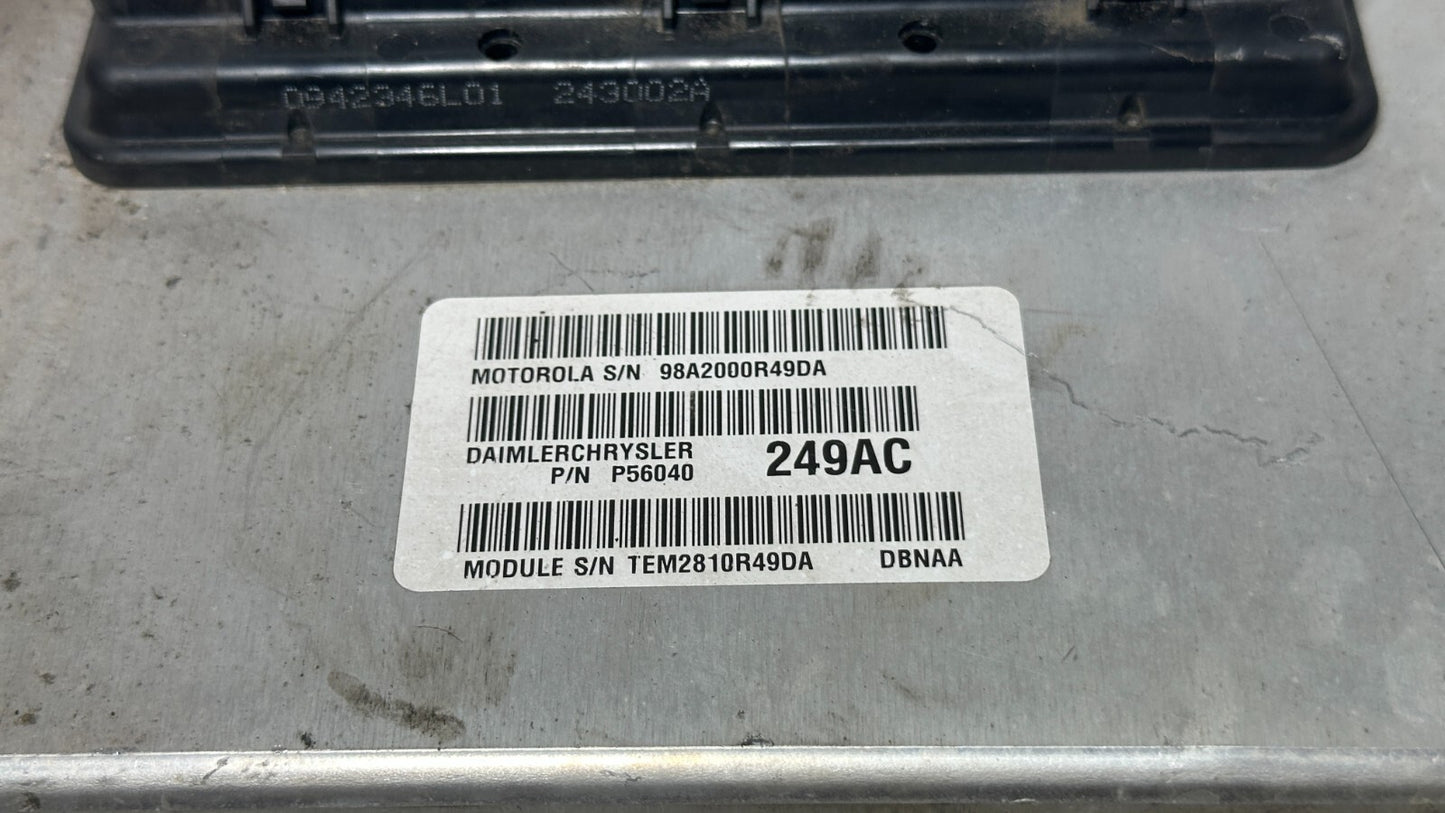 0942346L01 243002A
MOTOROLA S/N 98A2000R49DA
DAIMLERCHRYSLER 249AC
P/N P56040
MODULE S/N TEM2810R49DA DBNAA